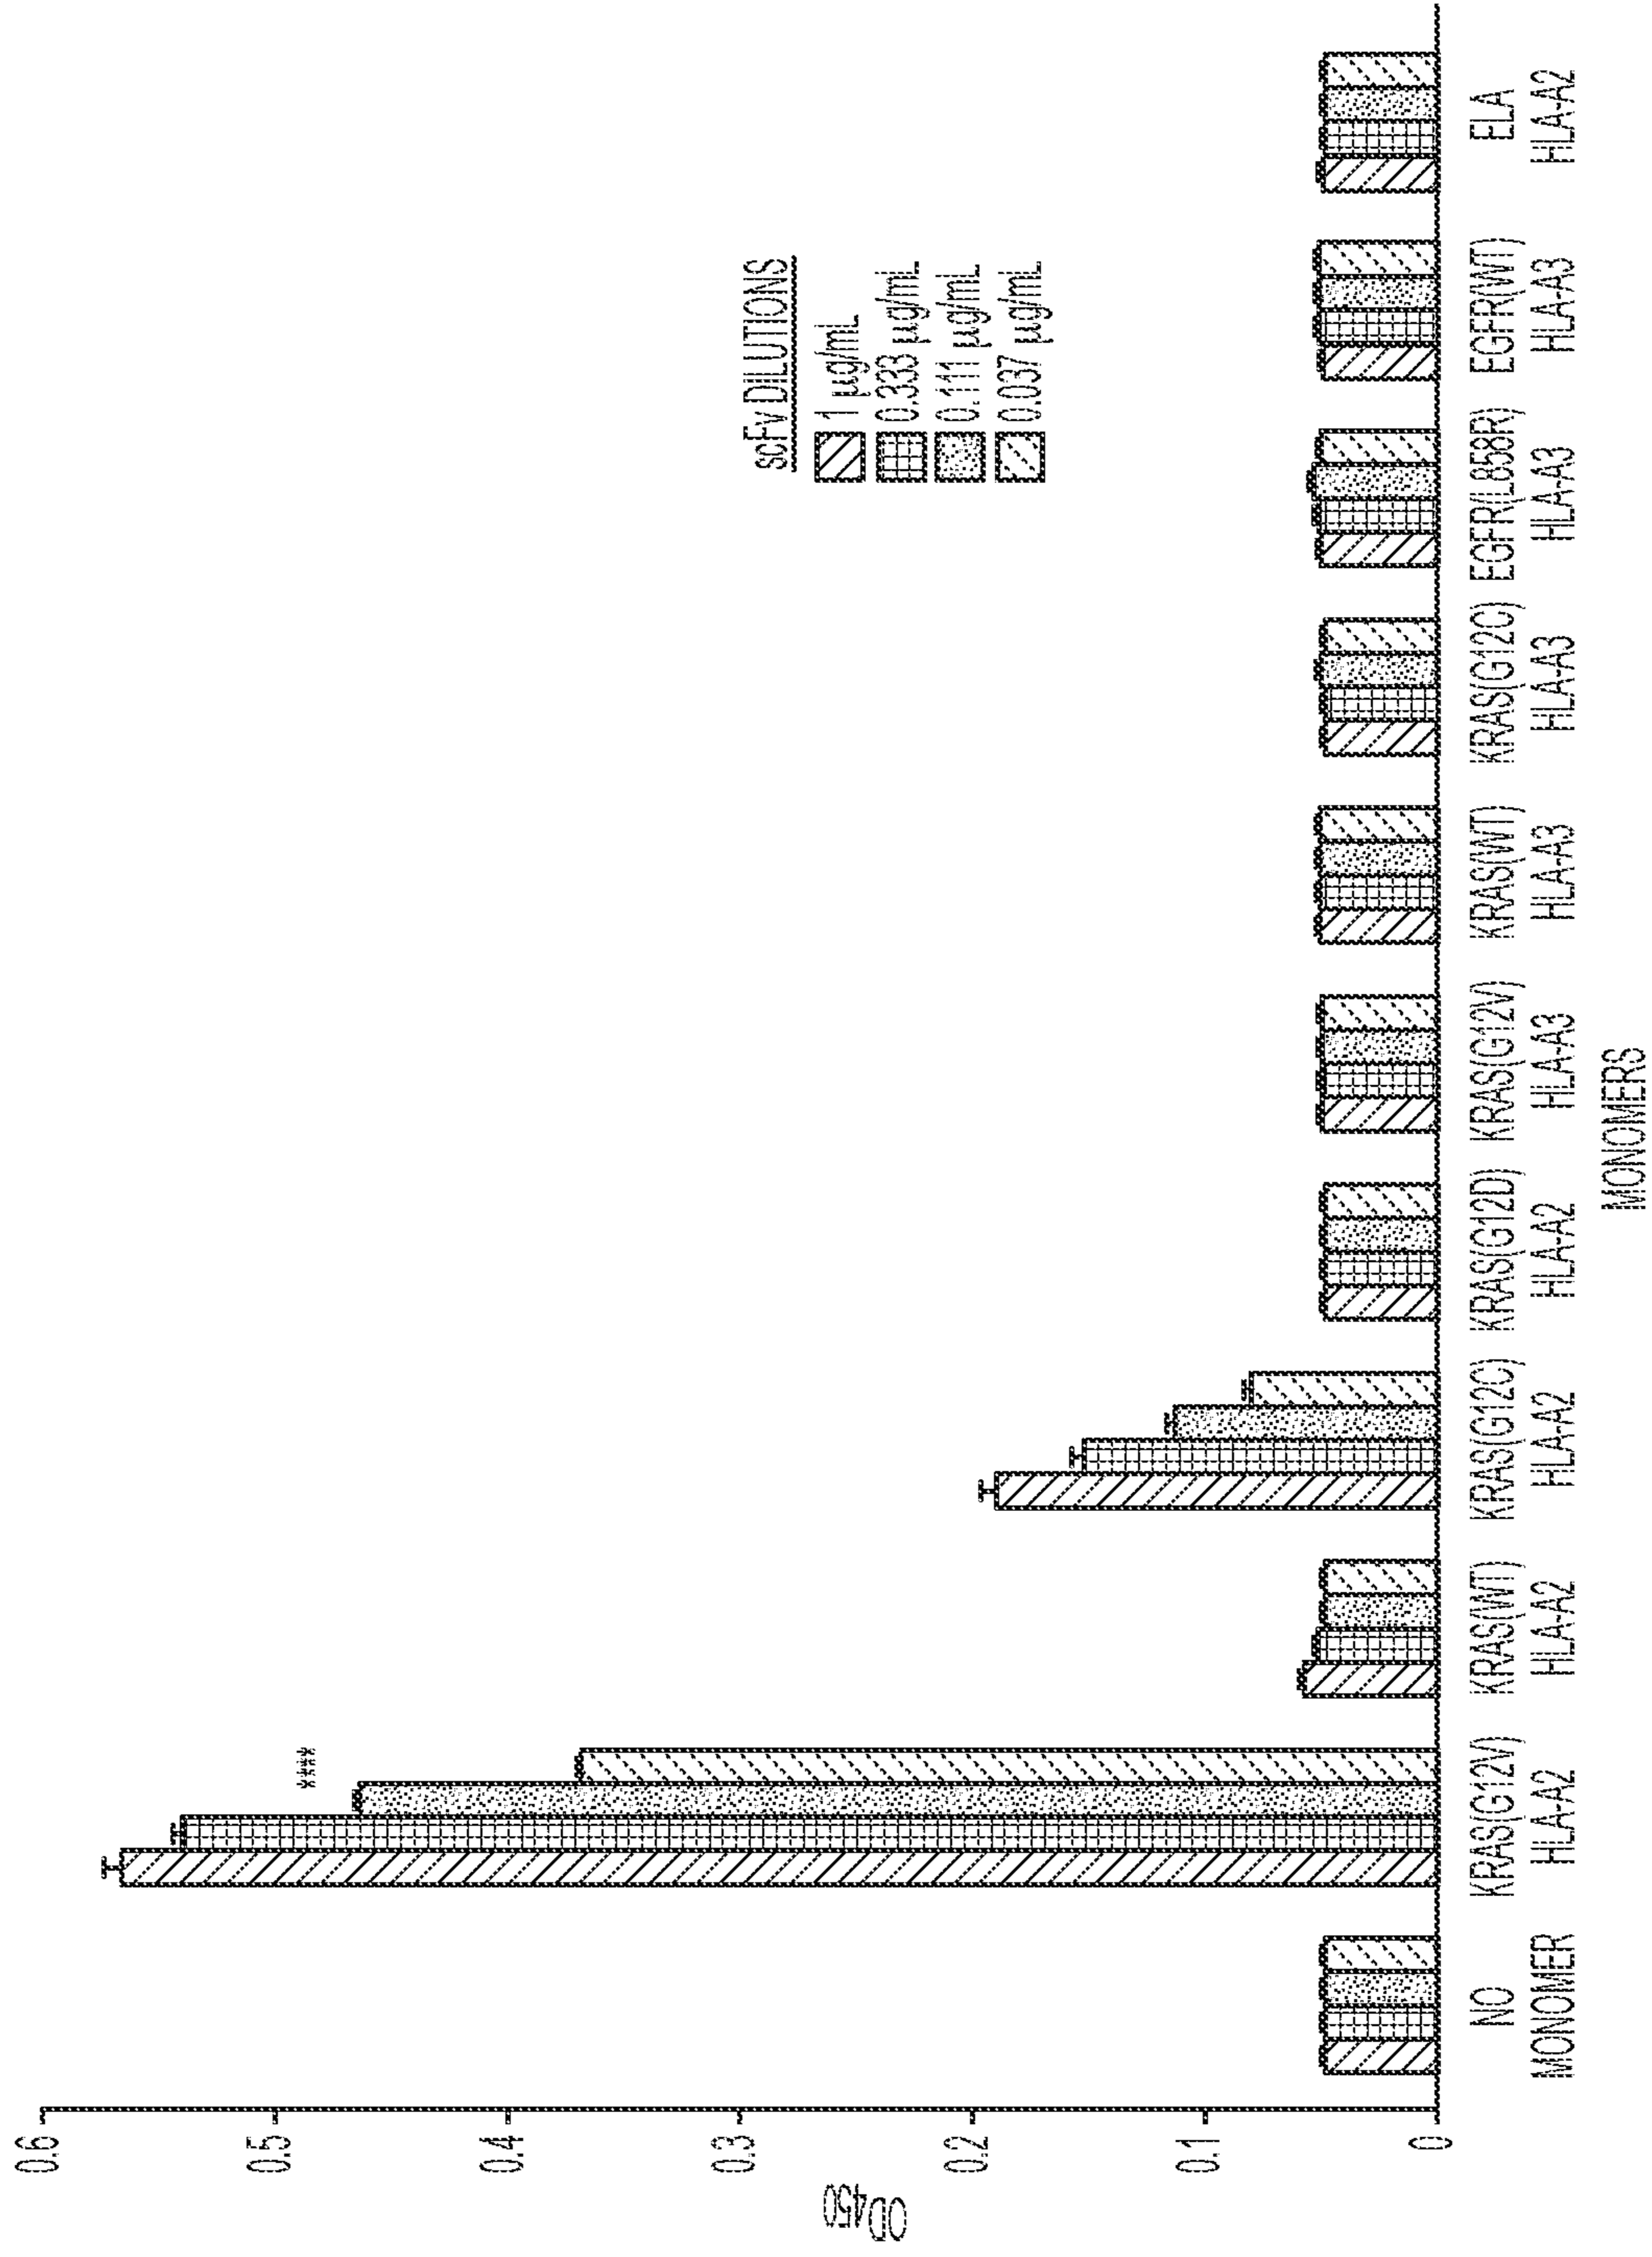 OD450
0.6
0.5
0.4
0.3
0.2
0.1
0
****
scFv DILUTIONS
1 µg/mL
0.333 µg/mL
0.111 µg/mL
0.037 µg/mL
NO
MONOMER
KRAS(G12V)
HLA-A2
KRAS(WT)
HLA-A2
KRAS(G12C)
HLA-A2
KRAS(G12D)
HLA-A2
KRAS(G12V)
HLA-A3
KRAS(WT)
HLA-A3
KRAS(G12C)
HLA-A3
EGFR(L858R)
HLA-A3
EGFR(WT)
HLA-A3
ELA
HLA-A2
MONOMERS